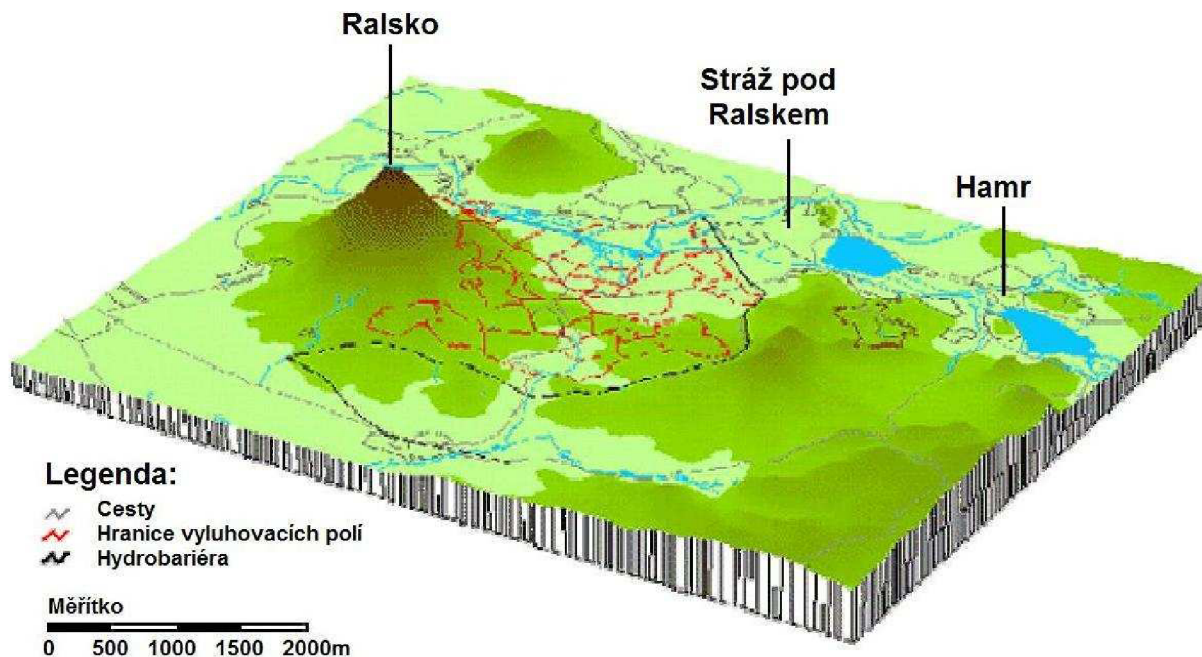 Ralsko
Stráž pod
Ralskem
Hamr
Legenda:
Cesty
Hranice vyluhovacích polí
Hydrobariéra
Měřítko
0 500 1000 1500 2000m